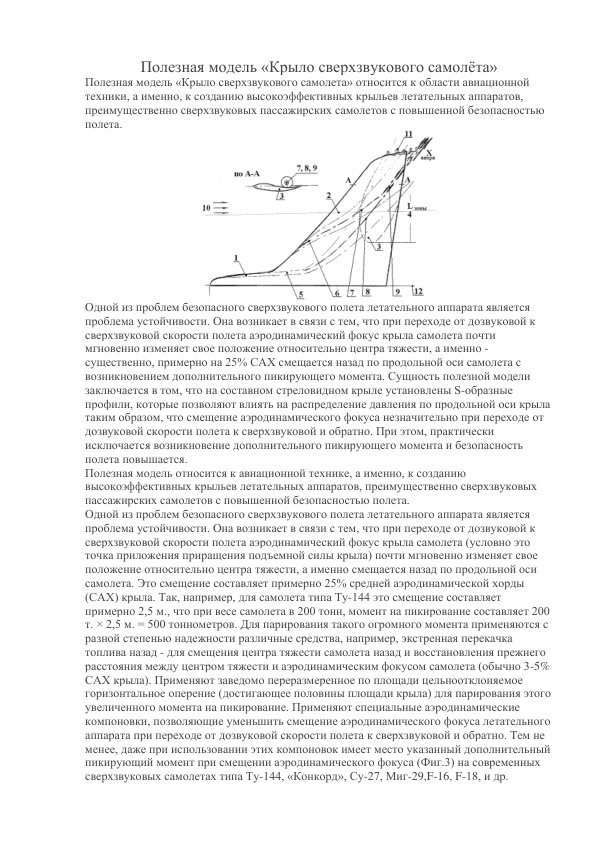 Полезная модель «Крыло сверхзвукового самолёта»
Полезная модель «Крыло сверхзвукового самолета» относится к области авиационной
техники, а именно, к созданию высокоэффективных крыльев летательных аппаратов,
преимущественно сверхзвуковых пассажирских самолетов с повышенной безопасностью
полета.
11
X
вихря
по А-А
7, 8, 9
3
А
А
2
10
L зоны
4
3
1
5
6
7
8
9
12
Одной из проблем безопасного сверхзвукового полета летательного аппарата является
проблема устойчивости. Она возникает в связи с тем, что при переходе от дозвуковой к
сверхзвуковой скорости полета аэродинамический фокус крыла самолета почти
мгновенно изменяет свое положение относительно центра тяжести, а именно -
существенно, примерно на 25% САХ смещается назад по продольной оси самолета с
возникновением дополнительного пикирующего момента. Сущность полезной модели
заключается в том, что на составном стреловидном крыле установлены S-образные
профили, которые позволяют влиять на распределение давления по продольной оси крыла
таким образом, что смещение аэродинамического фокуса незначительно при переходе от
дозвуковой скорости полета к сверхзвуковой и обратно. При этом, практически
исключается возникновение дополнительного пикирующего момента и безопасность
полета повышается.
Полезная модель относится к авиационной технике, а именно, к созданию
высокоэффективных крыльев летательных аппаратов, преимущественно сверхзвуковых
пассажирских самолетов с повышенной безопасностью полета.
Одной из проблем безопасного сверхзвукового полета летательного аппарата является
проблема устойчивости. Она возникает в связи с тем, что при переходе от дозвуковой к
сверхзвуковой скорости полета аэродинамический фокус крыла самолета (условно это
точка приложения приращения подъемной силы крыла) почти мгновенно изменяет свое
положение относительно центра тяжести, а именно смещается назад по продольной оси
самолета. Это смещение составляет примерно 25% средней аэродинамической хорды
(САХ) крыла. Так, например, для самолета типа Ту-144 это смещение составляет
примерно 2,5 м., что при весе самолета в 200 тонн, момент на пикирование составляет 200
т. × 2,5 м. = 500 тоннометров. Для парирования такого огромного момента применяются с
разной степенью надежности различные средства, например, экстренная перекачка
топлива назад - для смещения центра тяжести самолета назад и восстановления прежнего
расстояния между центром тяжести и аэродинамическим фокусом самолета (обычно 3-5%
САХ крыла). Применяют заведомо переразмеренное по площади цельноотклоняемое
горизонтальное оперение (достигающее половины площади крыла) для парирования этого
увеличенного момента на пикирование. Применяют специальные аэродинамические
компоновки, позволяющие уменьшить смещение аэродинамического фокуса летательного
аппарата при переходе от дозвуковой скорости полета к сверхзвуковой и обратно. Тем не
менее, даже при использовании этих компоновок имеет место указанный дополнительный
пикирующий момент при смещении аэродинамического фокуса (Фиг.3) на современных
сверхзвуковых самолетах типа Ту-144, «Конкорд», Су-27, Миг-29,F-16, F-18, и др.